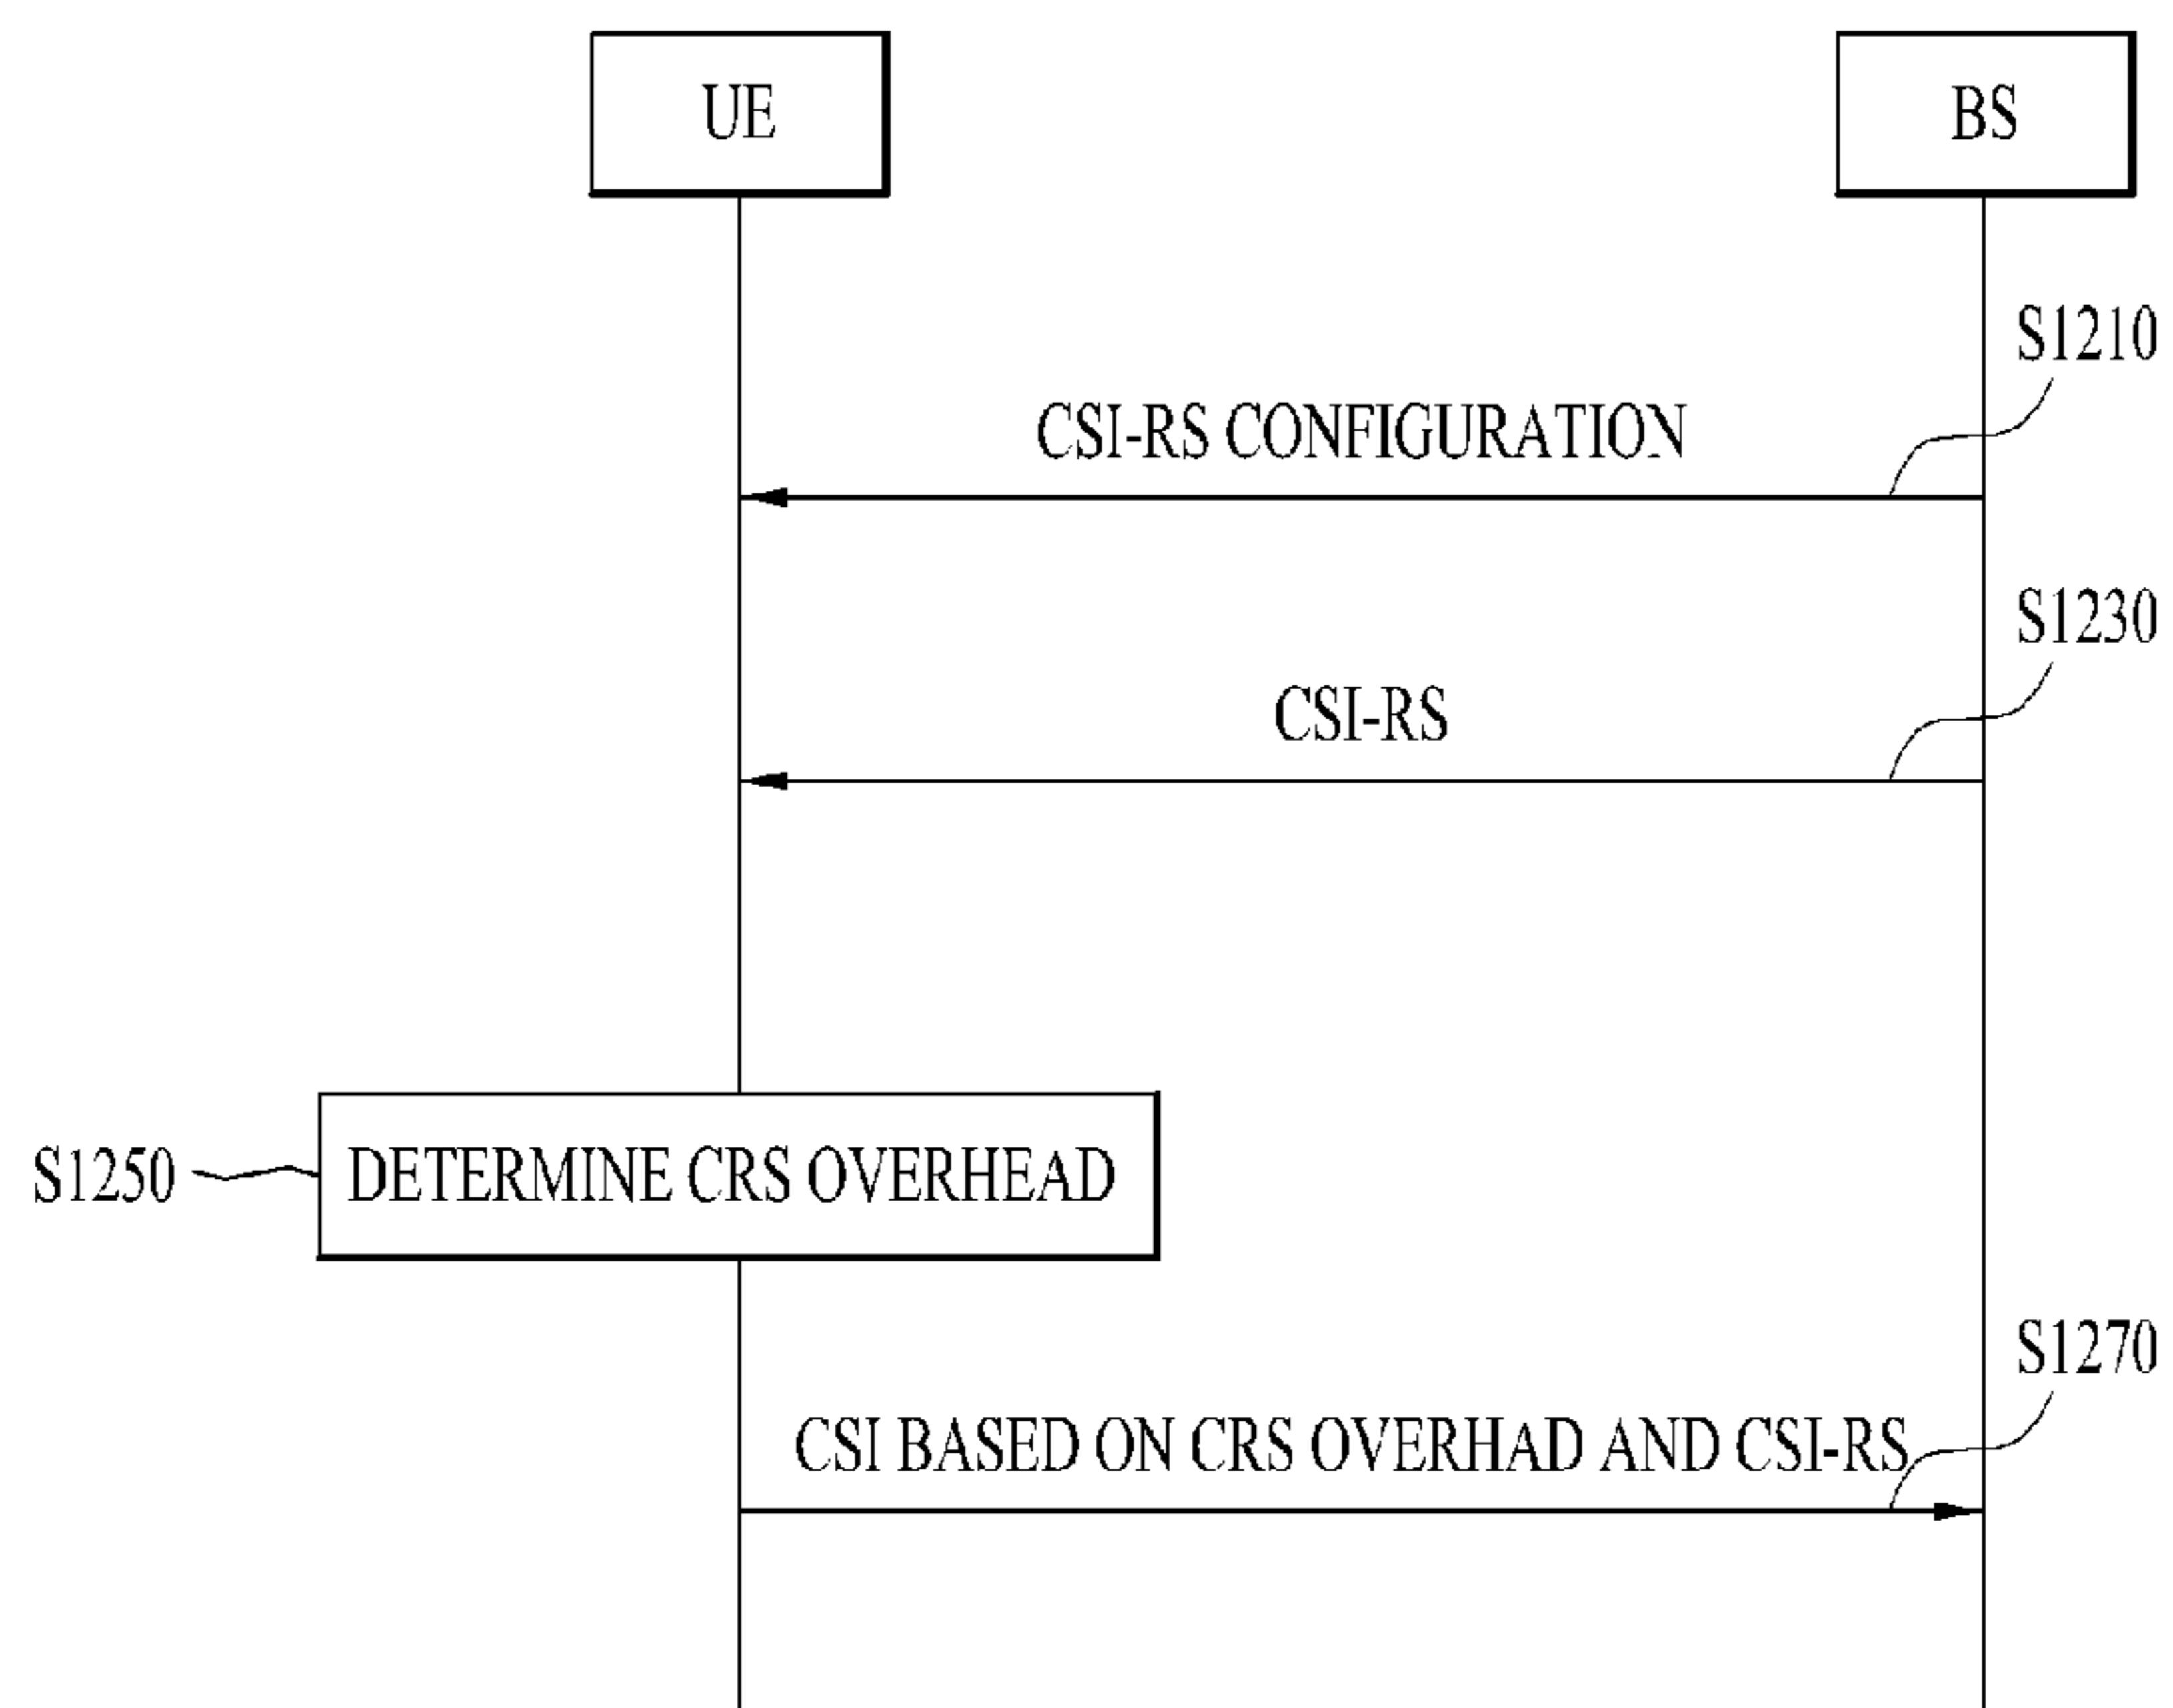 UE
BS
S1210
CSI-RS CONFIGURATION
S1230
CSI-RS
S1250
DETERMINE CRS OVERHEAD
S1270
CSI BASED ON CRS OVERHAD AND CSI-RS